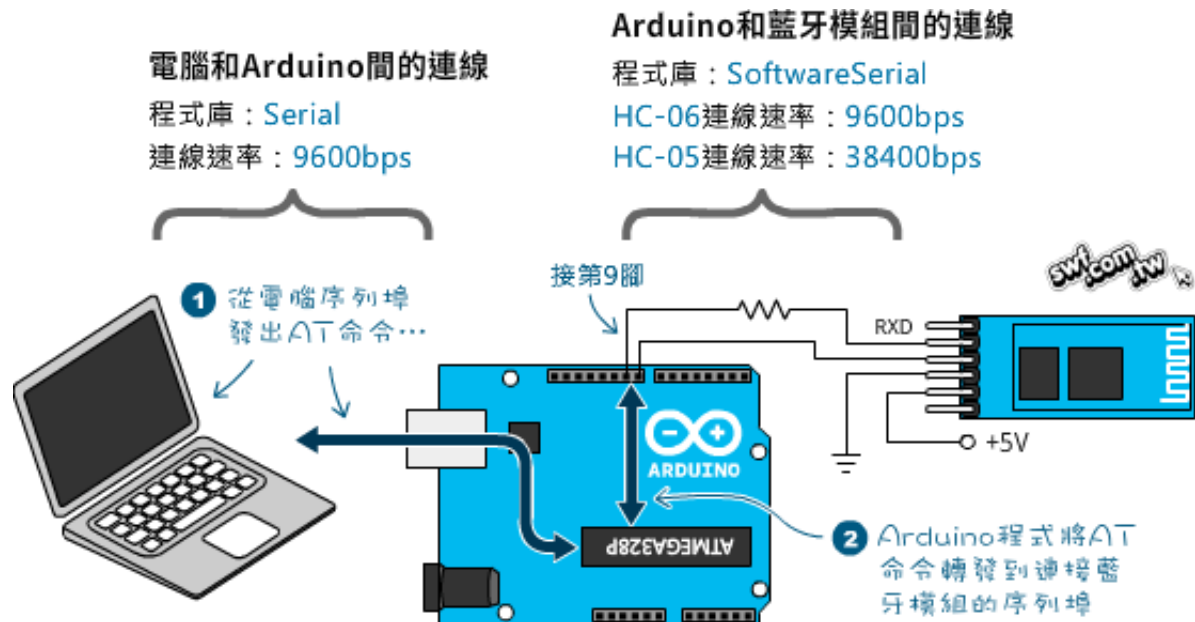 電腦和Arduino間的連線
程式庫：Serial
連線速率：9600bps
Arduino和藍牙模組間的連線
程式庫：SoftwareSerial
HC-06連線速率：9600bps
HC-05連線速率：38400bps
1 從電腦序列埠
發出AT命令…
接第9腳
swf.com.tw
RXD
+5V
ARDUINO
ATMEGA328P
2 Arduino程式將AT
命令轉發到連接藍
牙模組的序列埠